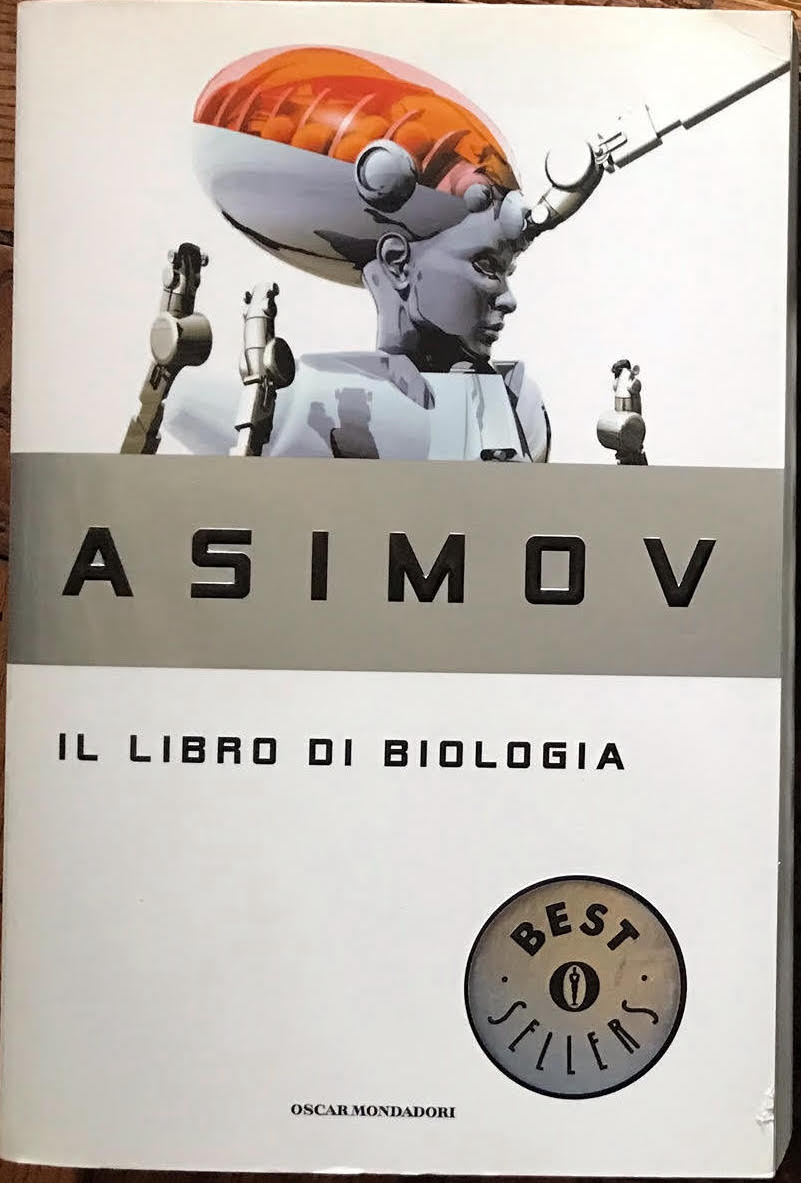 ASIMOV
IL LIBRO DI BIOLOGIA
BEST
SELLERS
OSCAR MONDADORI